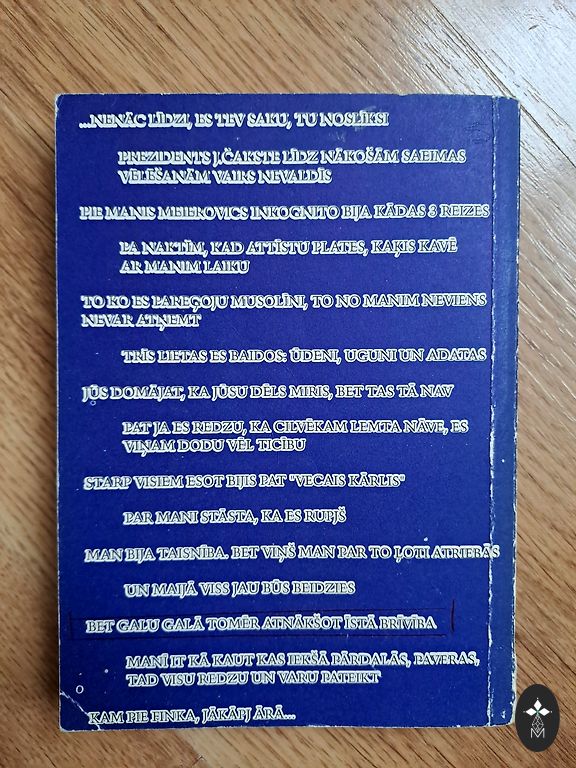 ...NENĀC LĪDZI, ES TEV SAKU, TU NOSLĪKSI
PREZIDENTS J.ČAKSTE LĪDZ NĀKOŠĀM SAEIMAS
VĒLĒŠANĀM VAIRS NEVALDĪS
PIE MANIS MEIEROVICS INKOGNITO BIJA KĀDAS 3 REIZES
PA NAKTĪM, KAD ATTĪSTU PLATES, KAĶIS KAVĒ
AR MANIM LAIKU
TO KO ES PAREĢOJU MUSOLĪNI, TO NO MANIM NEVIENS
NEVAR ATŅEMT
TRĪS LIETAS ES BAIDOS: ŪDENI, UGUNI UN ADATAS
JŪS DOMĀJAT, KA JŪSU DĒLS MIRIS, BET TAS TĀ NAV
PAT JA ES REDZU, KA CILVĒKAM LEMTA NĀVE, ES
VIŅAM DODU VĒL TICĪBU
STARP VISIEM ESOT BIJIS PAT "VECAIS KĀRLIS"
PAR MANI STĀSTA, KA ES RUPJŠ
MAN BIJA TAISNĪBA. BET VIŅŠ MAN PAR TO ĻOTI ATRIEBĀS
UN MAIJĀ VISS JAU BŪS BEIDZIES
BET GALU GALĀ TOMĒR ATNĀKŠOT ĪSTĀ BRĪVĪBA
MANĪ IT KĀ KAUT KAS IEKŠĀ PĀRDALĀS, PAVERAS,
TAD VISU REDZU UN VARU PATEIKT
KAM PIE FINKA, JĀKĀPJ ĀRĀ...
M